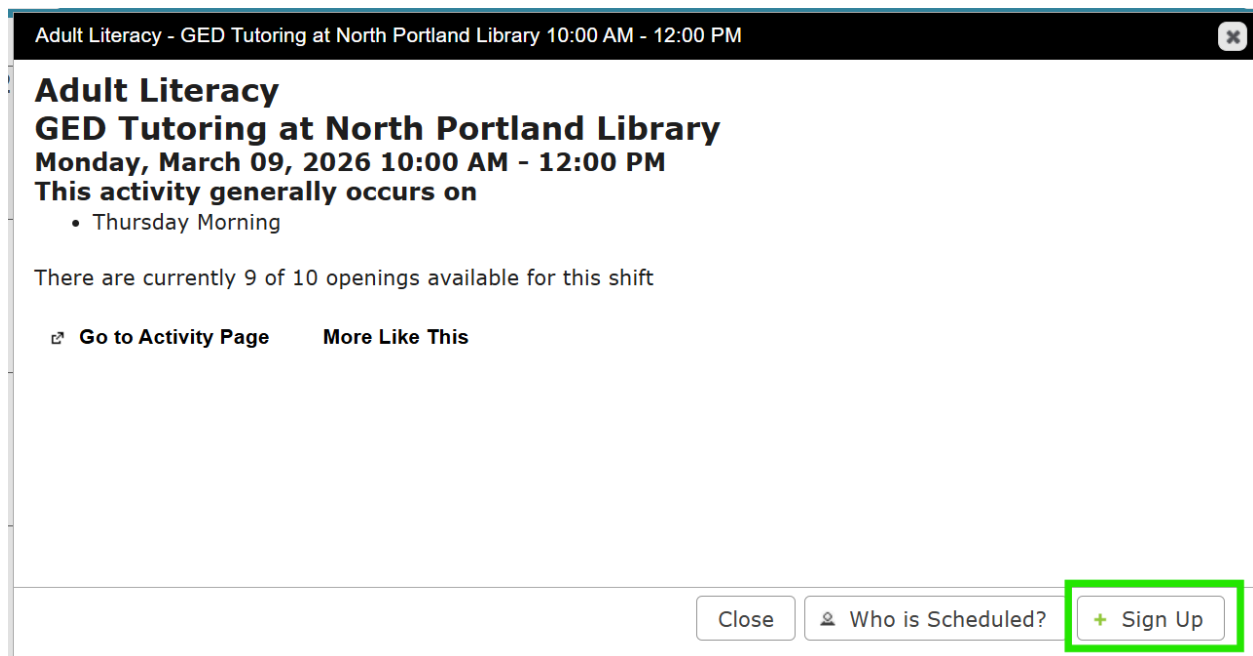 Adult Literacy - GED Tutoring at North Portland Library 10:00 AM - 12:00 PM
Adult Literacy
GED Tutoring at North Portland Library
Monday, March 09, 2026 10:00 AM - 12:00 PM
This activity generally occurs on
• Thursday Morning
There are currently 9 of 10 openings available for this shift
Go to Activity Page More Like This
Close Who is Scheduled? + Sign Up